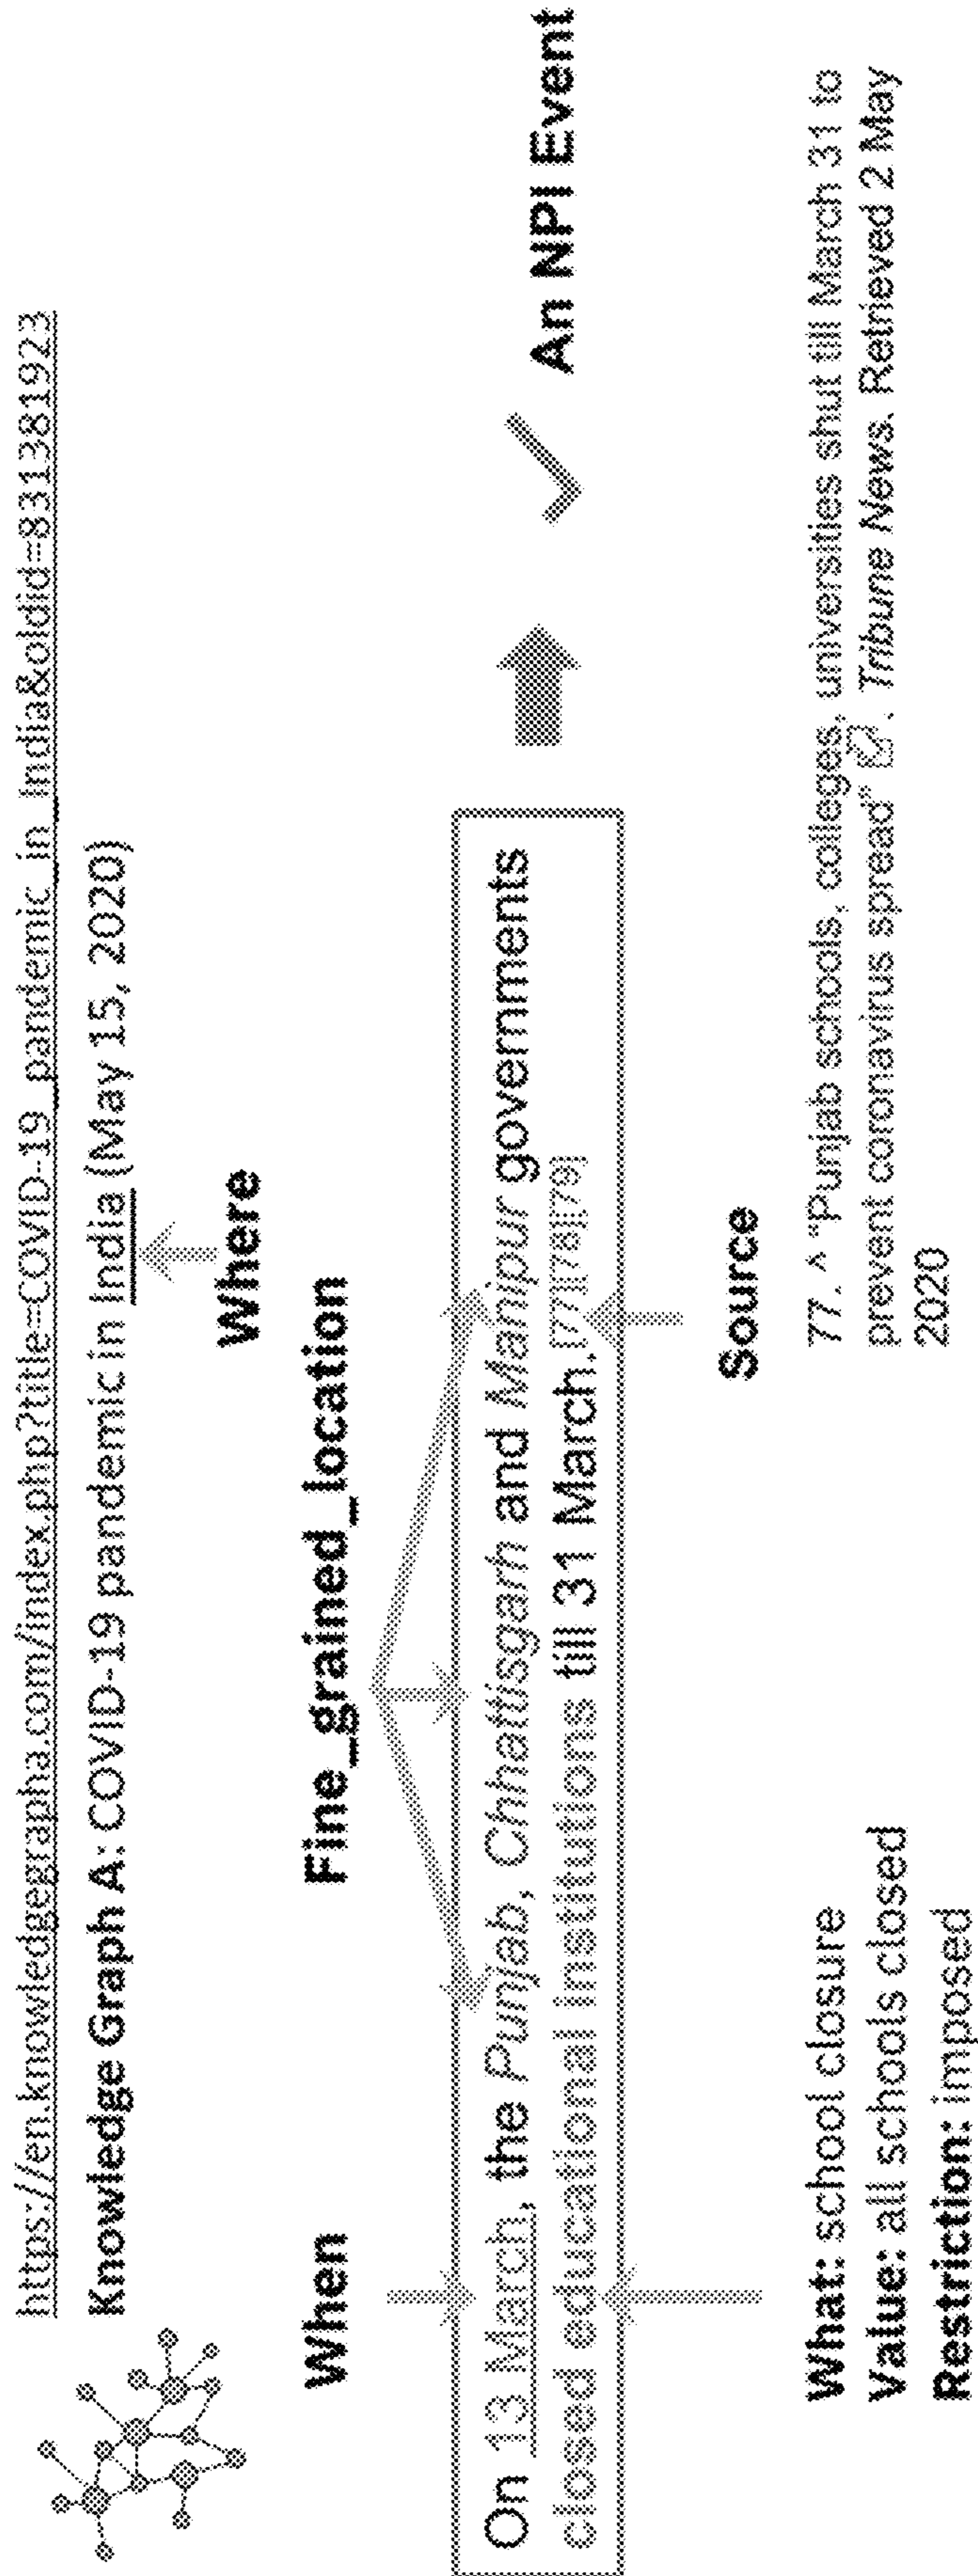 https://en.knowledgegrapha.com/index.php?title=COVID-19_pandemic_in_India&oldid=831381923
Knowledge Graph A: COVID-19 pandemic in India (May 15, 2020)
Where
When
Fine_grained_location
On 13 March, the Punjab, Chhattisgarh and Manipur governments
closed educational institutions till 31 March.[77][78][79]
An NPI Event
Source
What: school closure
Value: all schools closed
Restriction: imposed
77. ^ "Punjab schools, colleges, universities shut till March 31 to
prevent coronavirus spread" . Tribune News. Retrieved 2 May
2020